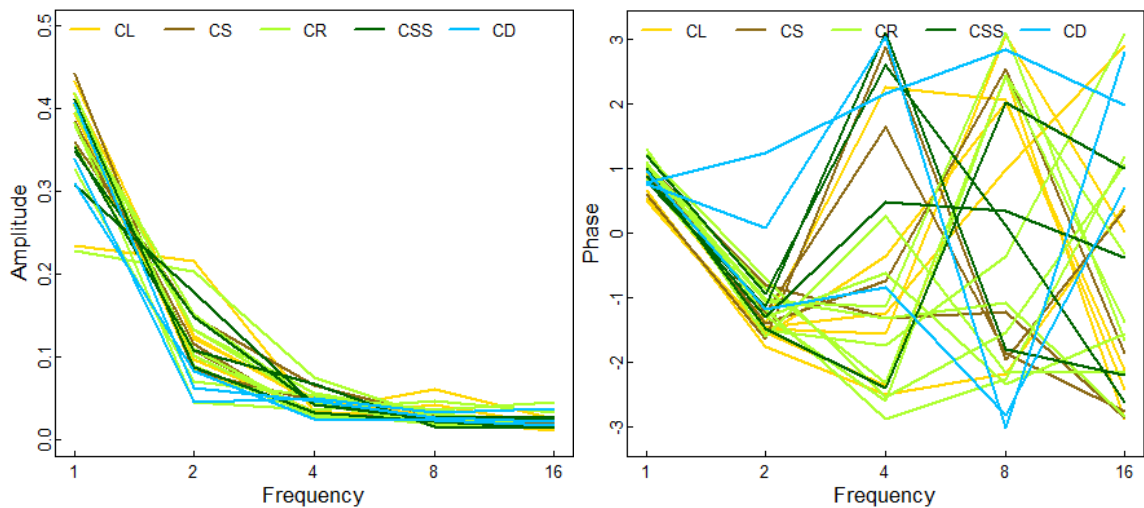 0.5
CL CS CR CSS CD
0.4
0.3
0.2
0.1
0.0
Amplitude
1 2 4 8 16
Frequency
CL CS CR CSS CD
3
2
1
0
-1
-2
-3
Phase
1 2 4 8 16
Frequency